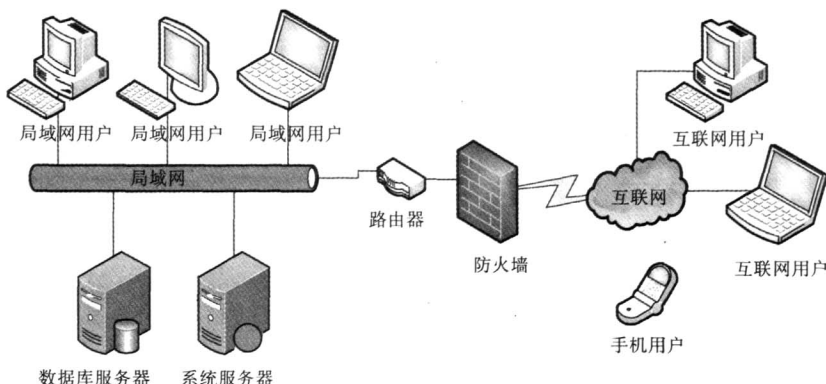 局域网用户 局域网用户 局域网用户
互联网用户
局域网
互联网
路由器
防火墙
互联网用户
手机用户
数据库服务器 系统服务器